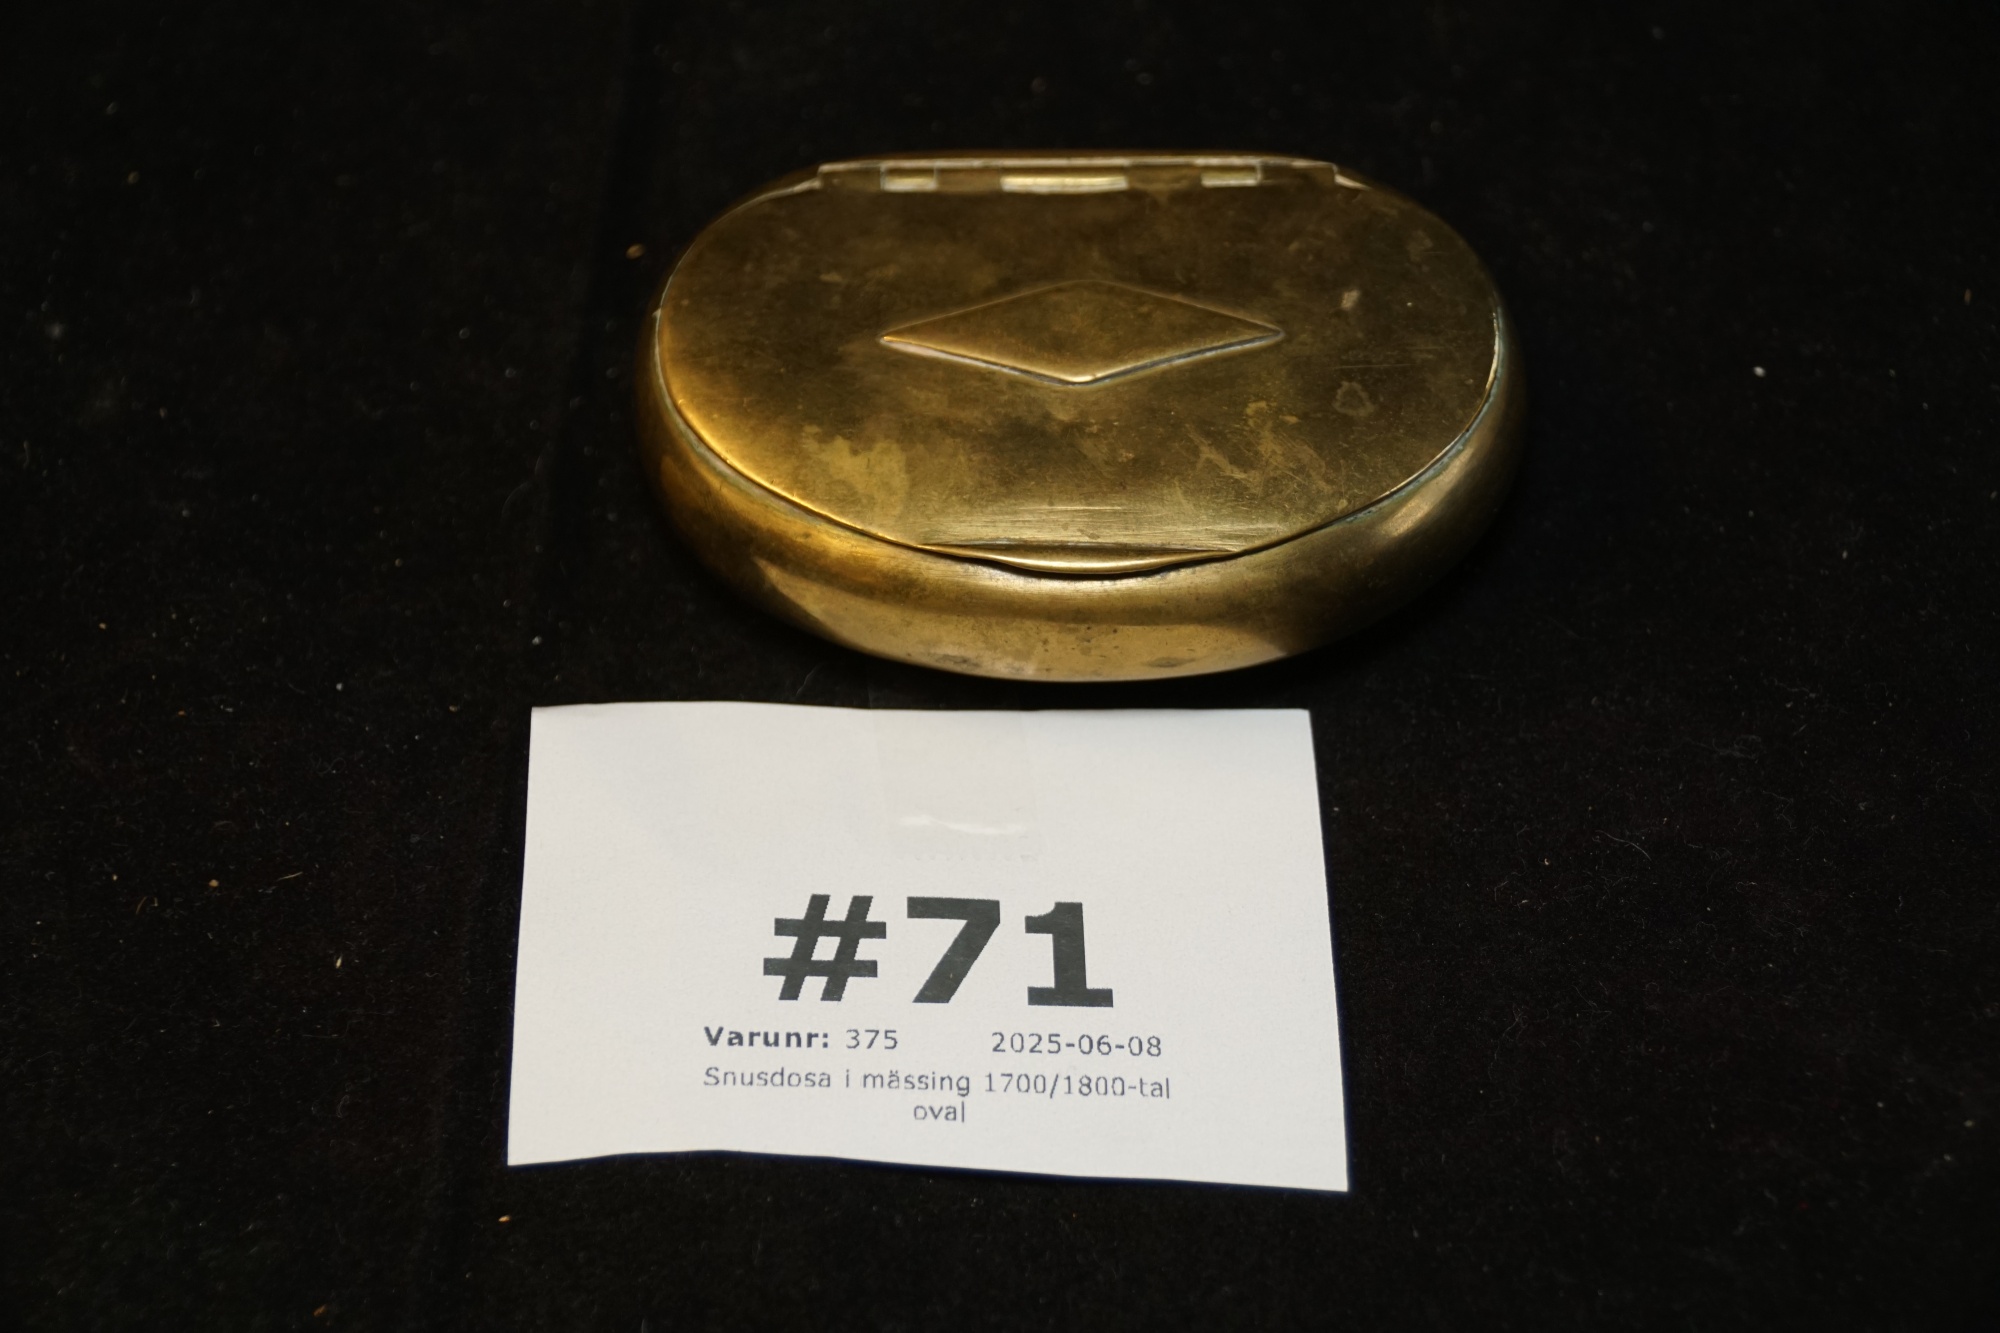 #71
Varunr: 375 2025-06-08
Snusdosa i mässing 1700/1800-tal
oval